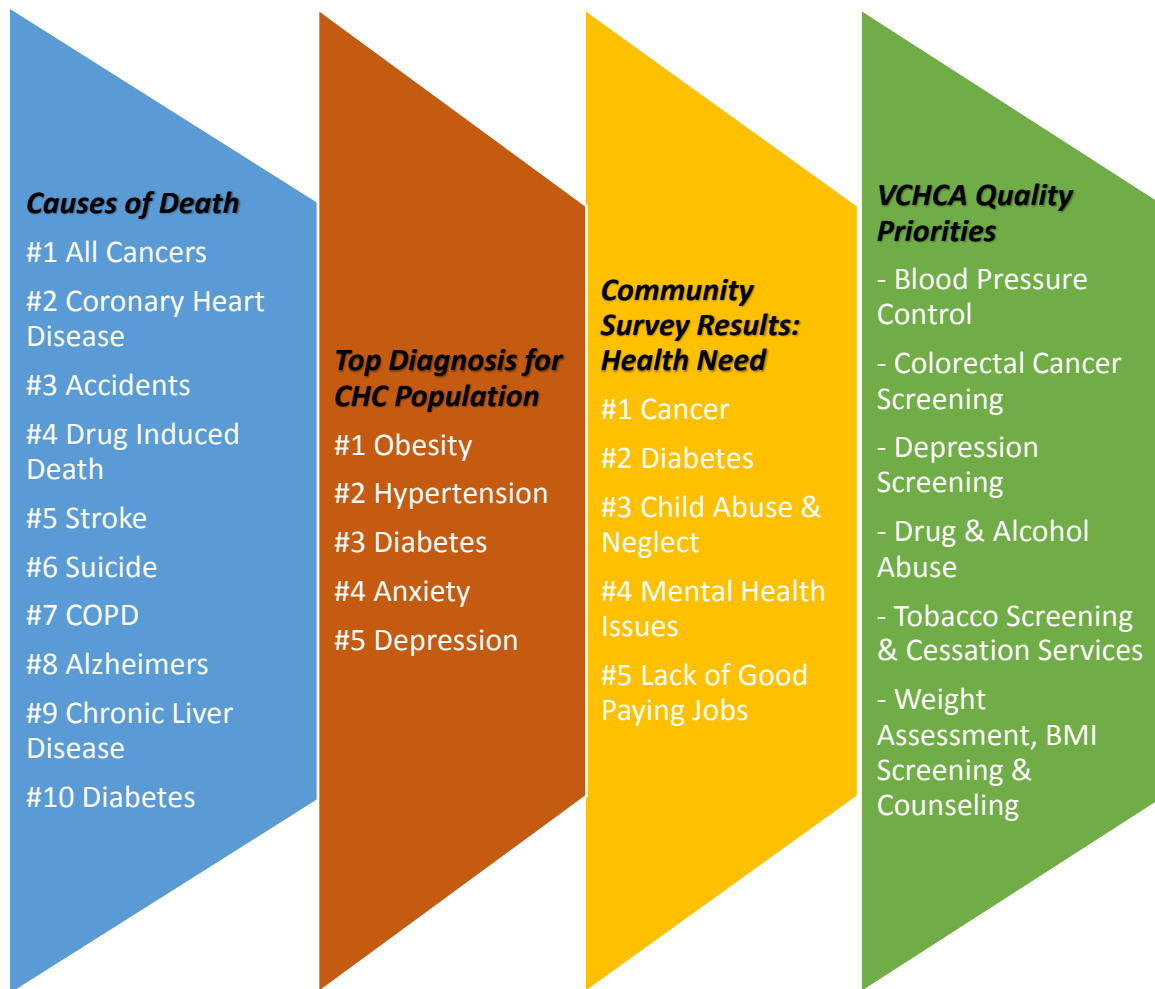 Causes of Death
#1 All Cancers
#2 Coronary Heart
Disease
#3 Accidents
#4 Drug Induced
Death
#5 Stroke
#6 Suicide
#7 COPD
#8 Alzheimers
#9 Chronic Liver
Disease
#10 Diabetes
Top Diagnosis for
CHC Population
#1 Obesity
#2 Hypertension
#3 Diabetes
#4 Anxiety
#5 Depression
Community
Survey Results:
Health Need
#1 Cancer
#2 Diabetes
#3 Child Abuse &
Neglect
#4 Mental Health
Issues
#5 Lack of Good
Paying Jobs
VCHCA Quality
Priorities
- Blood Pressure
Control
- Colorectal Cancer
Screening
- Depression
Screening
- Drug & Alcohol
Abuse
- Tobacco Screening
& Cessation Services
- Weight
Assessment, BMI
Screening &
Counseling